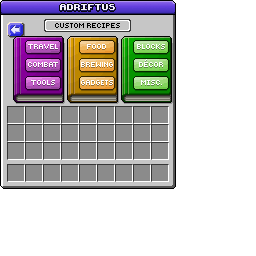 ADRIFTUS
CUSTOM RECIPES
TRAVEL
COMBAT
TOOLS
FOOD
BREWING
GADGETS
BLOCKS
DECOR
MISC